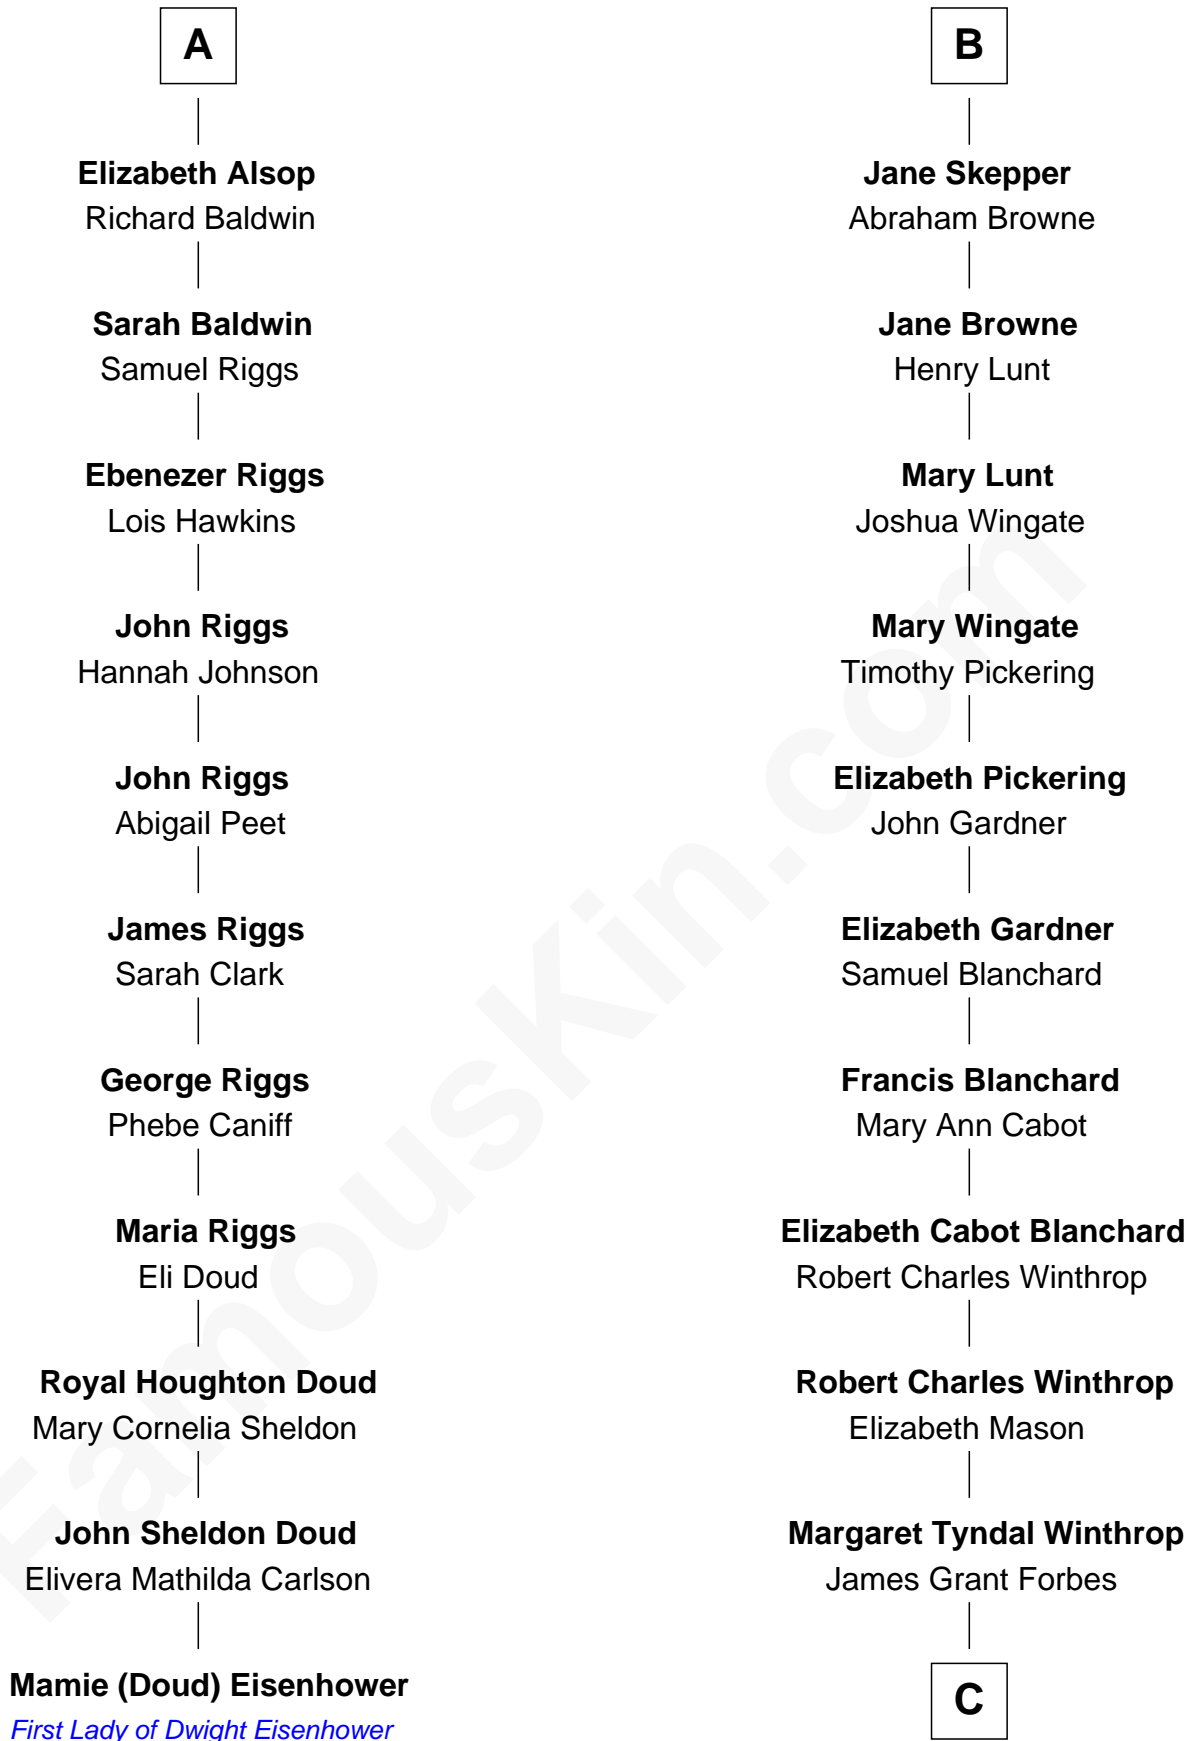 A
Elizabeth Alsop
Richard Baldwin
Sarah Baldwin
Samuel Riggs
Ebenezer Riggs
Lois Hawkins
John Riggs
Hannah Johnson
John Riggs
Abigail Peet
James Riggs
Sarah Clark
George Riggs
Phebe Caniff
Maria Riggs
Eli Doud
Royal Houghton Doud
Mary Cornelia Sheldon
John Sheldon Doud
Elivera Mathilda Carlson
Mamie (Doud) Eisenhower
First Lady of Dwight Eisenhower
B
Jane Skepper
Abraham Browne
Jane Browne
Henry Lunt
Mary Lunt
Joshua Wingate
Mary Wingate
Timothy Pickering
Elizabeth Pickering
John Gardner
Elizabeth Gardner
Samuel Blanchard
Francis Blanchard
Mary Ann Cabot
Elizabeth Cabot Blanchard
Robert Charles Winthrop
Robert Charles Winthrop
Elizabeth Mason
Margaret Tyndal Winthrop
James Grant Forbes
C
FamousKin.com